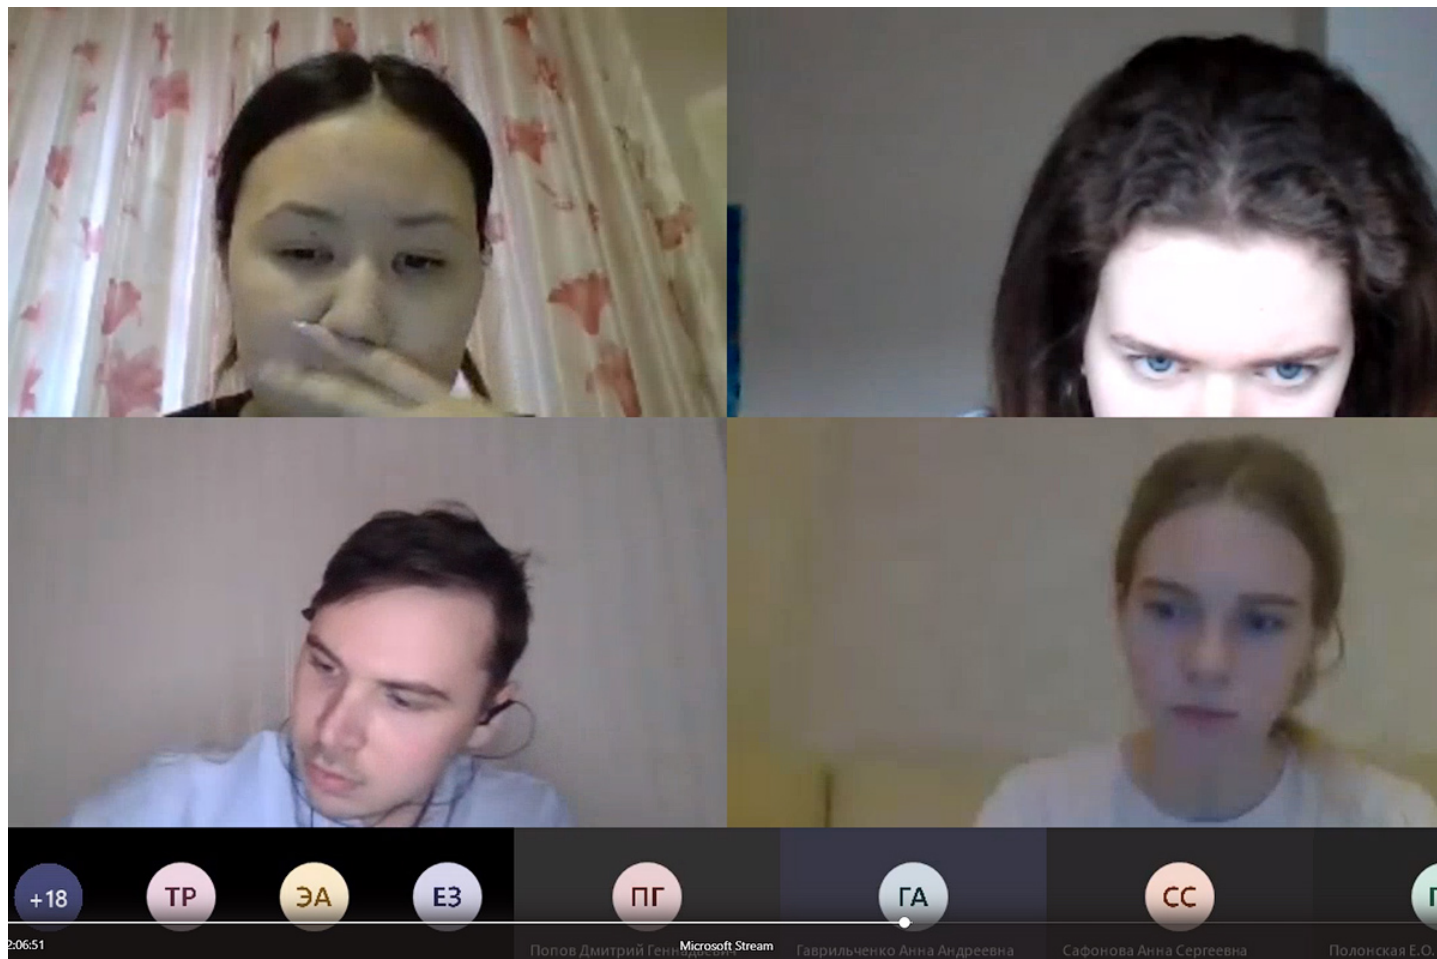 +18
ТР
ЭА
ЕЗ
ПГ
ГА
СС
2:06:51
Microsoft Stream
Попов Дмитрий
Гаврильченко Анна Андреевна
Сафонова Анна Сергеевна
Полонская Е.О.